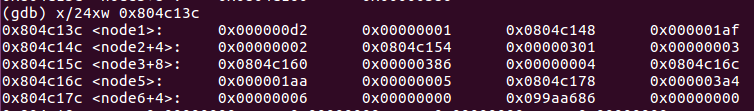 (gdb) x/24xw 0x804c13c
0x804c13c <node1>: 0x000000d2 0x00000001 0x0804c148 0x000001af
0x804c14c <node2+4>: 0x00000002 0x0804c154 0x00000301 0x00000003
0x804c15c <node3+8>: 0x0804c160 0x00000386 0x00000004 0x0804c16c
0x804c16c <node5>: 0x000001aa 0x00000005 0x0804c178 0x000003a4
0x804c17c <node6+4>: 0x00000006 0x00000000 0x099aa686 0x00000000